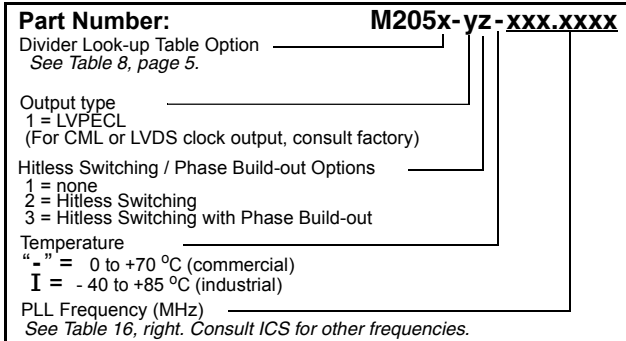 Part Number: M205x-yz-xxx.xxxx
Divider Look-up Table Option
See Table 8, page 5.
Output type
1 = LVPECL
(For CML or LVDS clock output, consult factory)
Hitless Switching / Phase Build-out Options
1 = none
2 = Hitless Switching
3 = Hitless Switching with Phase Build-out
Temperature
“-” = 0 to +70 ºC (commercial)
I = - 40 to +85 ºC (industrial)
PLL Frequency (MHz)
See Table 16, right. Consult ICS for other frequencies.